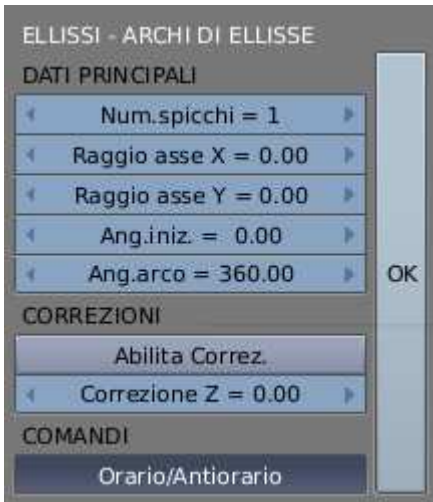 ELLISSI - ARCHI DI ELLISSE
DATI PRINCIPALI
Num.spicchi = 1
Raggio asse X = 0.00
Raggio asse Y = 0.00
Ang.iniz. = 0.00
Ang.arco = 360.00
OK
CORREZIONI
Abilita Correz.
Correzione Z = 0.00
COMANDI
Orario/Antiorario